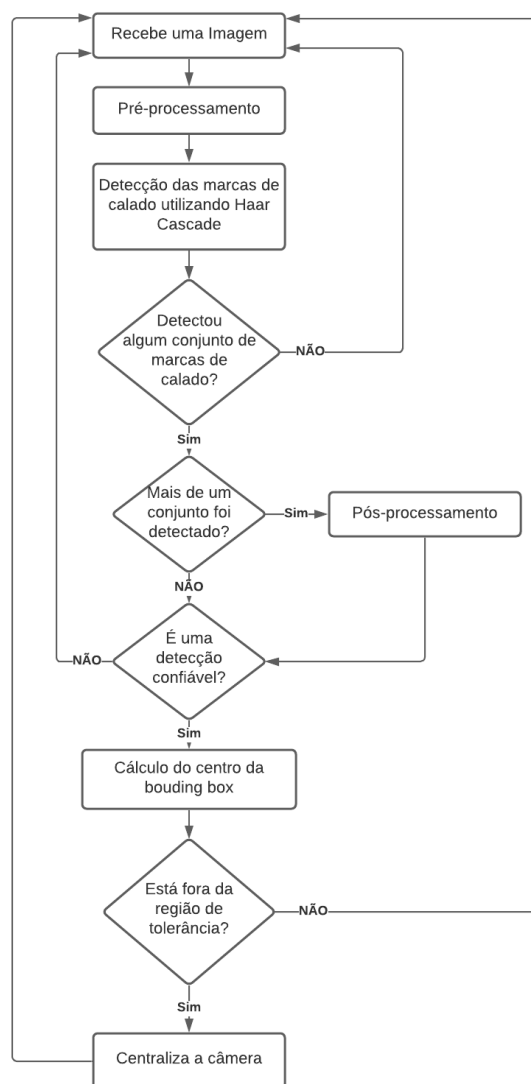 Recebe uma Imagem
Pré-processamento
Detecção das marcas de
calado utilizando Haar
Cascade
Detectou
algum conjunto de
marcas de
calado?
NÃO
Sim
Mais de um
conjunto foi
detectado?
Sim
Pós-processamento
NÃO
É uma
detecção
confiável?
NÃO
Sim
Cálculo do centro da
bouding box
Está fora da
região de
tolerância?
NÃO
Sim
Centraliza a câmera